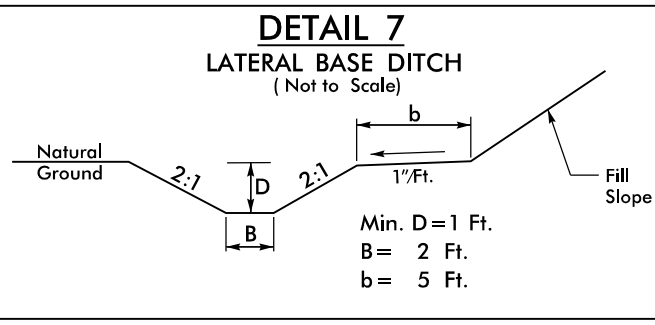 DETAIL 7
LATERAL BASE DITCH
( Not to Scale)
b
Natural
Ground
2:1
D
2:1
1"/Ft.
Fill
Slope
B
Min. D=1 Ft.
B= 2 Ft.
b= 5 Ft.